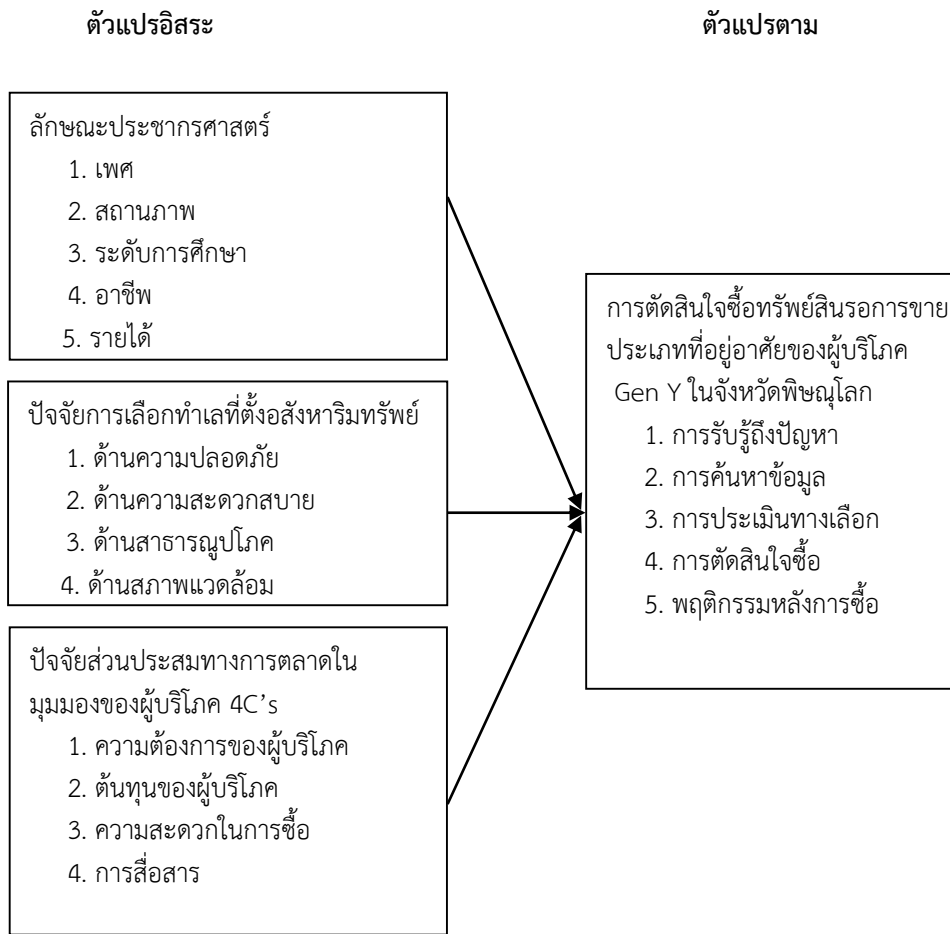 ตัวแปรอิสระ
ตัวแปรตาม
ลักษณะประชากรศาสตร์
1. เพศ
2. สถานภาพ
3. ระดับการศึกษา
4. อาชีพ
5. รายได้
ปัจจัยการเลือกทำเลที่ตั้งอสังหาริมทรัพย์
1. ด้านความปลอดภัย
2. ด้านความสะดวกสบาย
3. ด้านสาธารณูปโภค
4. ด้านสภาพแวดล้อม
ปัจจัยส่วนประสมทางการตลาดใน
มุมมองของผู้บริโภค 4C's
1. ความต้องการของผู้บริโภค
2. ต้นทุนของผู้บริโภค
3. ความสะดวกในการซื้อ
4. การสื่อสาร
การตัดสินใจซื้อทรัพย์สินรอการขาย
ประเภทที่อยู่อาศัยของผู้บริโภค
Gen Y ในจังหวัดพิษณุโลก
1. การรับรู้ถึงปัญหา
2. การค้นหาข้อมูล
3. การประเมินทางเลือก
4. การตัดสินใจซื้อ
5. พฤติกรรมหลังการซื้อ